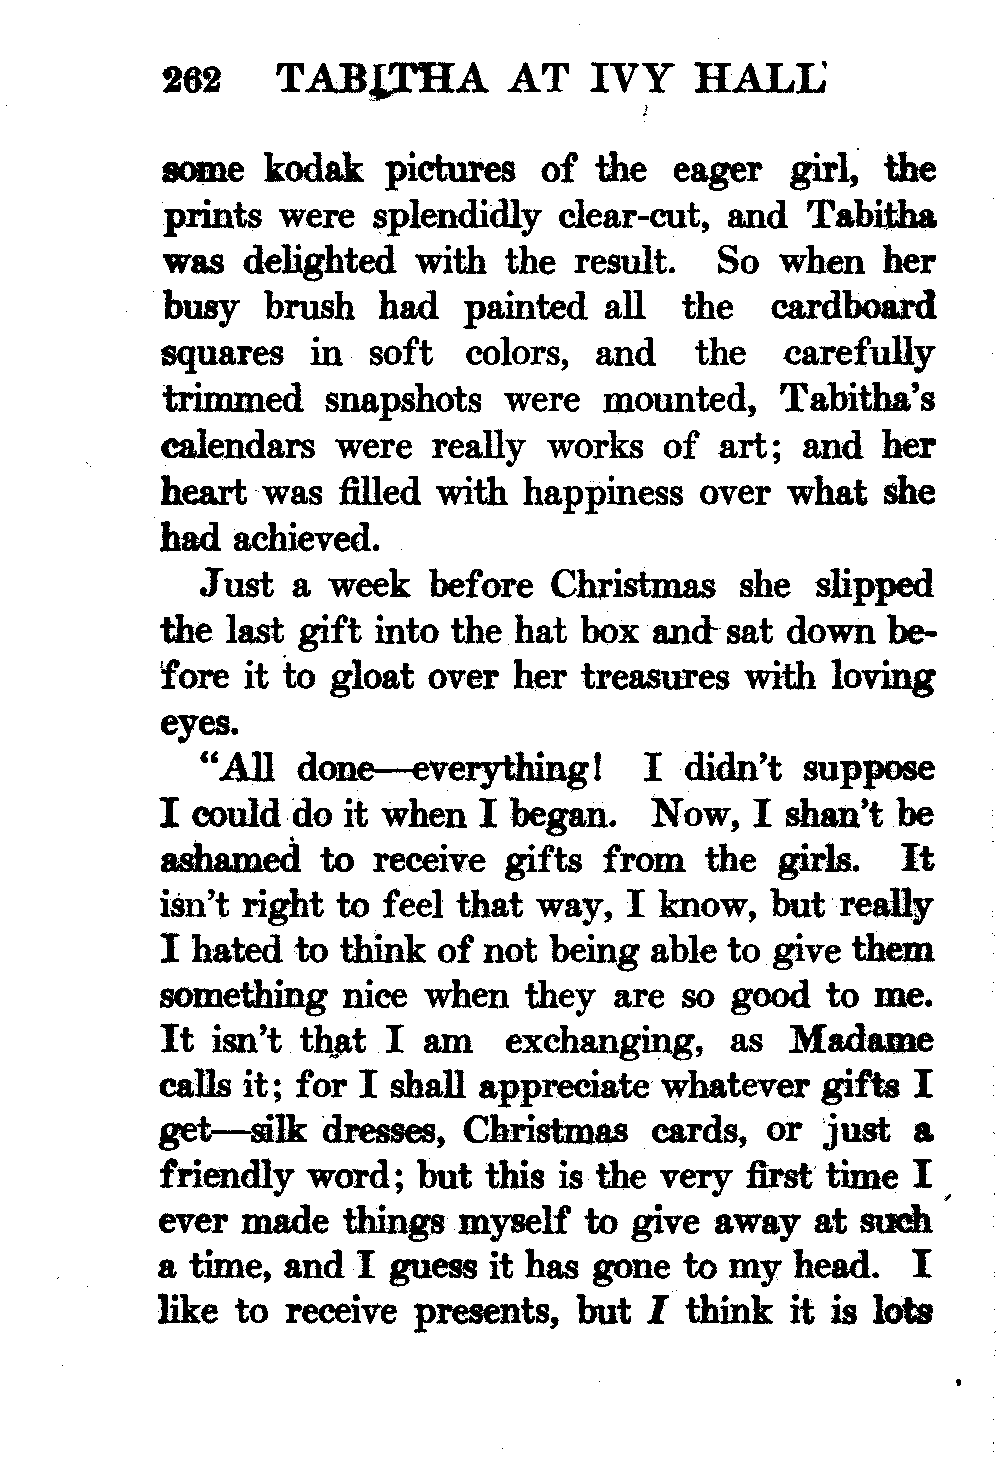 262 TABITHA AT IVY HALL
some kodak pictures of the eager girl, the
prints were splendidly clear-cut, and Tabitha
was delighted with the result. So when her
busy brush had painted all the cardboard
squares in soft colors, and the carefully
trimmed snapshots were mounted, Tabitha's
calendars were really works of art; and her
heart was filled with happiness over what she
had achieved.
Just a week before Christmas she slipped
the last gift into the hat box and sat down be-
fore it to gloat over her treasures with loving
eyes.
“All done—everything! I didn't suppose
I could do it when I began. Now, I shan't be
ashamed to receive gifts from the girls. It
isn't right to feel that way, I know, but really
I hated to think of not being able to give them
something nice when they are so good to me.
It isn't that I am exchanging, as Madame
calls it; for I shall appreciate whatever gifts I
get—silk dresses, Christmas cards, or just a
friendly word; but this is the very first time I
ever made things myself to give away at such
a time, and I guess it has gone to my head. I
like to receive presents, but I think it is lots